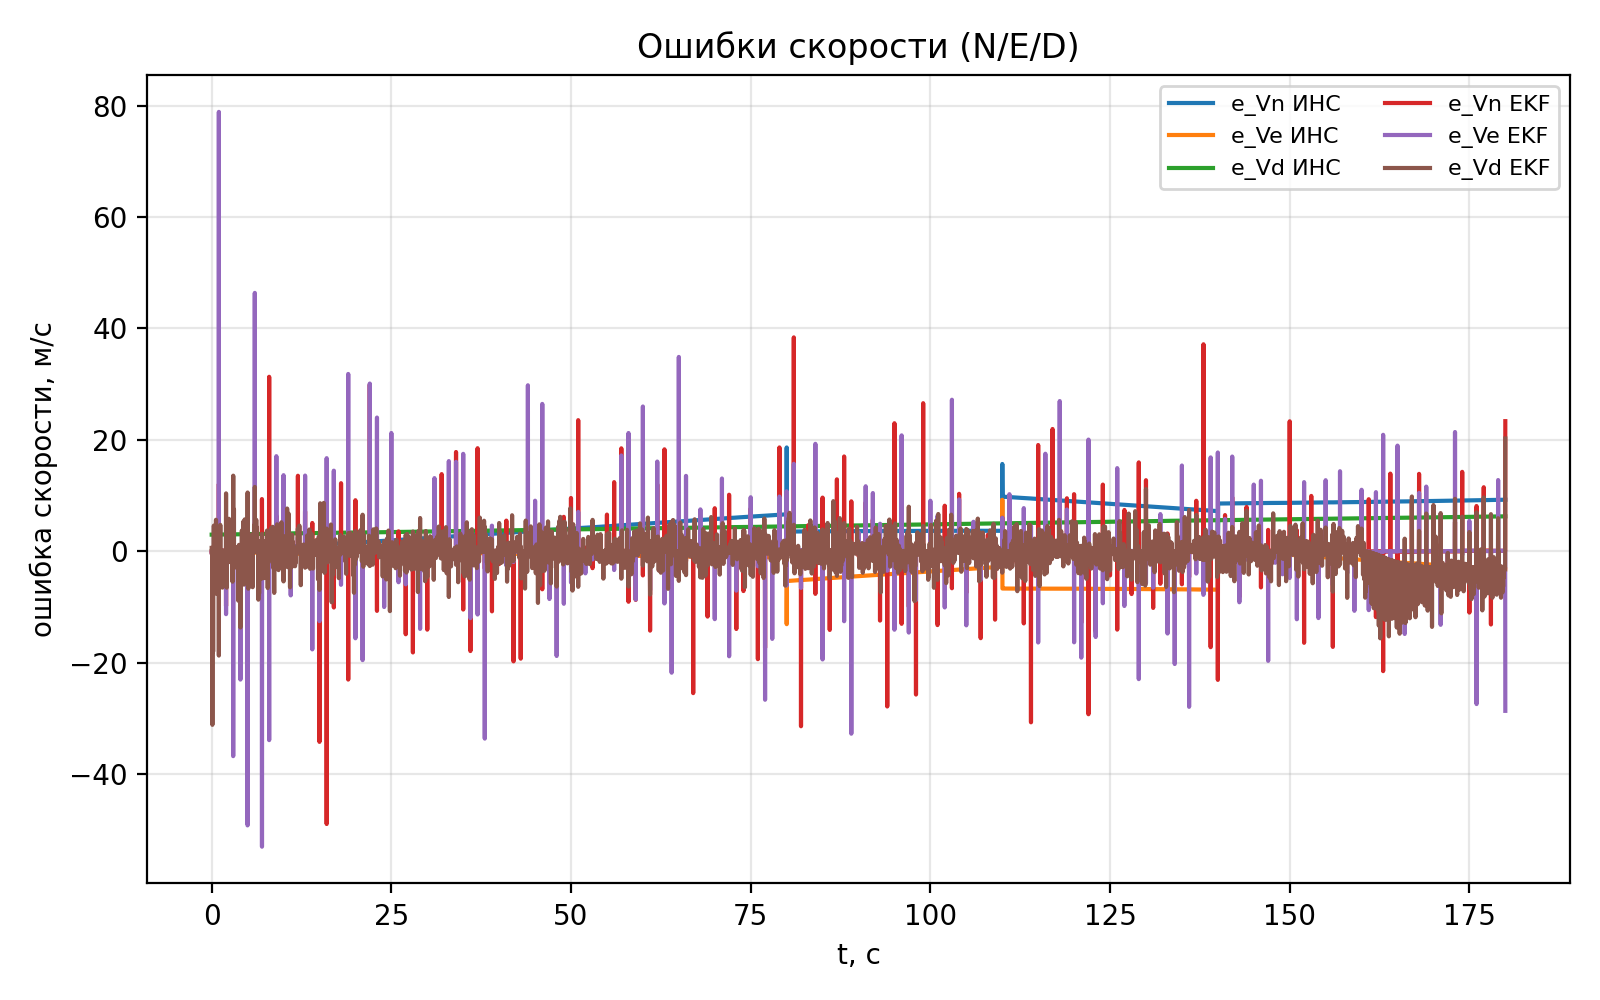 Ошибки скорости (N/E/D)
e_Vn ИНС
e_Ve ИНС
e_Vd ИНС
e_Vn EKF
e_Ve EKF
e_Vd EKF
ошибка скорости, м/с
80
60
40
20
0
−20
−40
0
25
50
75
100
125
150
175
t, с